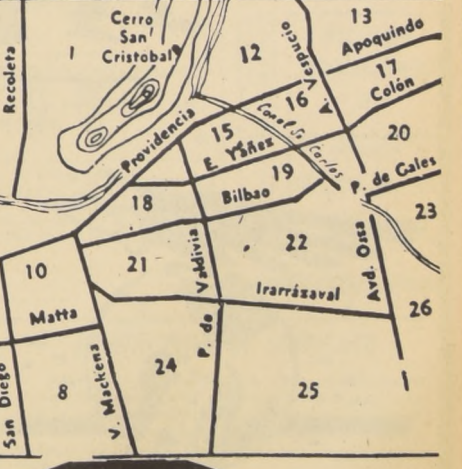 Cerro
San
Cristobal
13
Apoquindo
1
12
A. Vespucio
Recoleta
17
Colón
16
Providencia
15
Canal San Carlos
20
E. Yáñez
19
P. de Gales
Bilbao
18
23
22
Avd. Ossa
P. de Valdivia
21
10
Irarrázaval
26
Matta
24
25
8
V. Mackena
San Diego